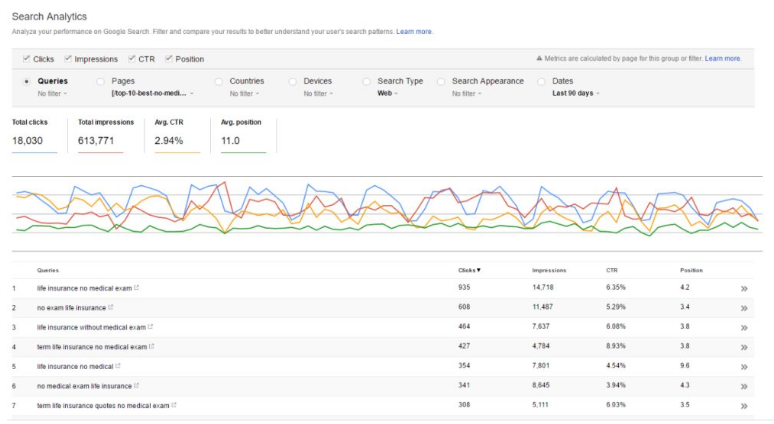 Search Analytics
Analyze your performance on Google Search. Filter and compare your results to better understand your user's search patterns. Learn more.
Clicks Impressions CTR Position Metrics are calculated by page for this group or filter. Learn more.
Queries Pages Countries Devices Search Type Search Appearance Dates
No filter [/top-10-best-no-medi... No filter No filter Web No filter Last 90 days
Total clicks Total impressions Avg. CTR Avg. position
18,030 613,771 2.94% 11.0
Queries Clicks▼ Impressions CTR Position
1 life insurance no medical exam 935 14,718 6.35% 4.2 »
2 no exam life insurance 608 11,487 5.29% 3.4 »
3 life insurance without medical exam 464 7,637 6.08% 3.8 »
4 term life insurance no medical exam 427 4,784 8.93% 3.8 »
5 life insurance no medical 354 7,801 4.54% 9.6 »
6 no medical exam life insurance 341 8,645 3.94% 4.3 »
7 term life insurance quotes no medical exam 308 5,111 6.03% 3.5 »